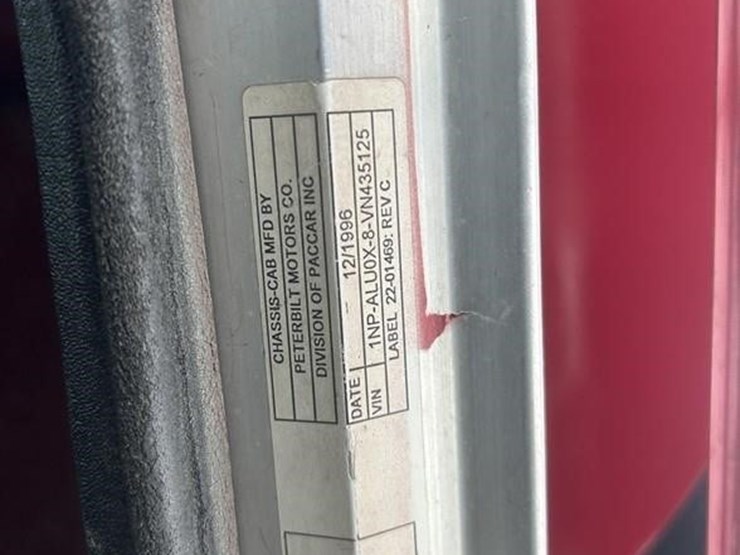 CHASSIS-CAB MFD BY
PETERBILT MOTORS CO.
DIVISION OF PACCAR INC
DATE 12/1996
VIN 1NP-ALU0X-8-VN435125
LABEL 22-01469: REV C